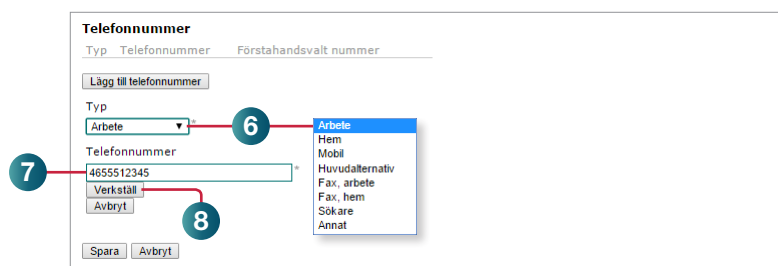 Telefonnummer
Typ Telefonnummer Förstahandsvalt nummer
Lägg till telefonnummer
Typ
Arbete ▼ *
6
Arbete
Hem
Mobil
Huvudalternativ
Fax, arbete
Fax, hem
Sökare
Annat
Telefonnummer
7
4655512345 *
Verkställ
8
Avbryt
Spara Avbryt